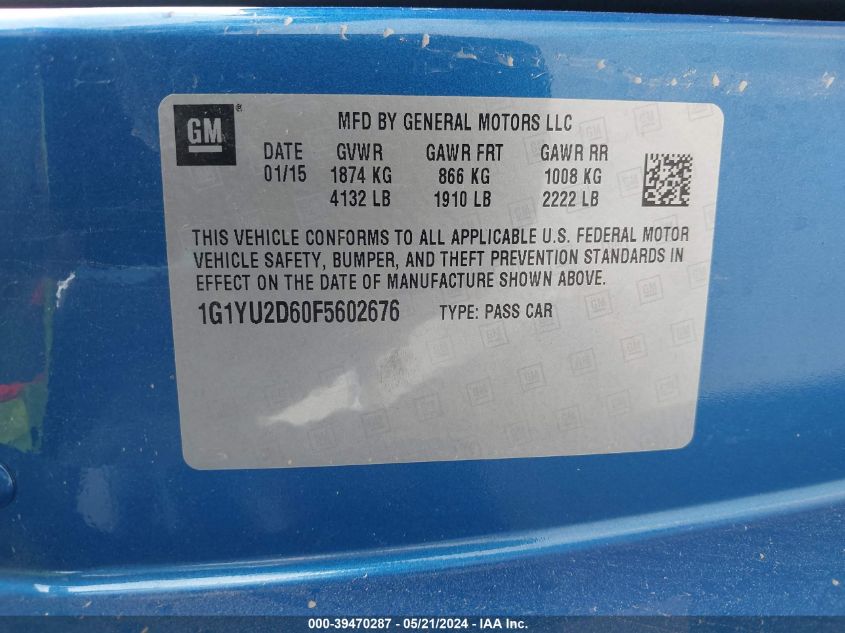 GM ®
MFD BY GENERAL MOTORS LLC
DATE GVWR GAWR FRT GAWR RR
01/15 1874 KG 866 KG 1008 KG
4132 LB 1910 LB 2222 LB
THIS VEHICLE CONFORMS TO ALL APPLICABLE U.S. FEDERAL MOTOR
VEHICLE SAFETY, BUMPER, AND THEFT PREVENTION STANDARDS IN
EFFECT ON THE DATE OF MANUFACTURE SHOWN ABOVE.
1G1YU2D60F5602676 TYPE: PASS CAR
000-39470287 - 05/21/2024 - IAA Inc.